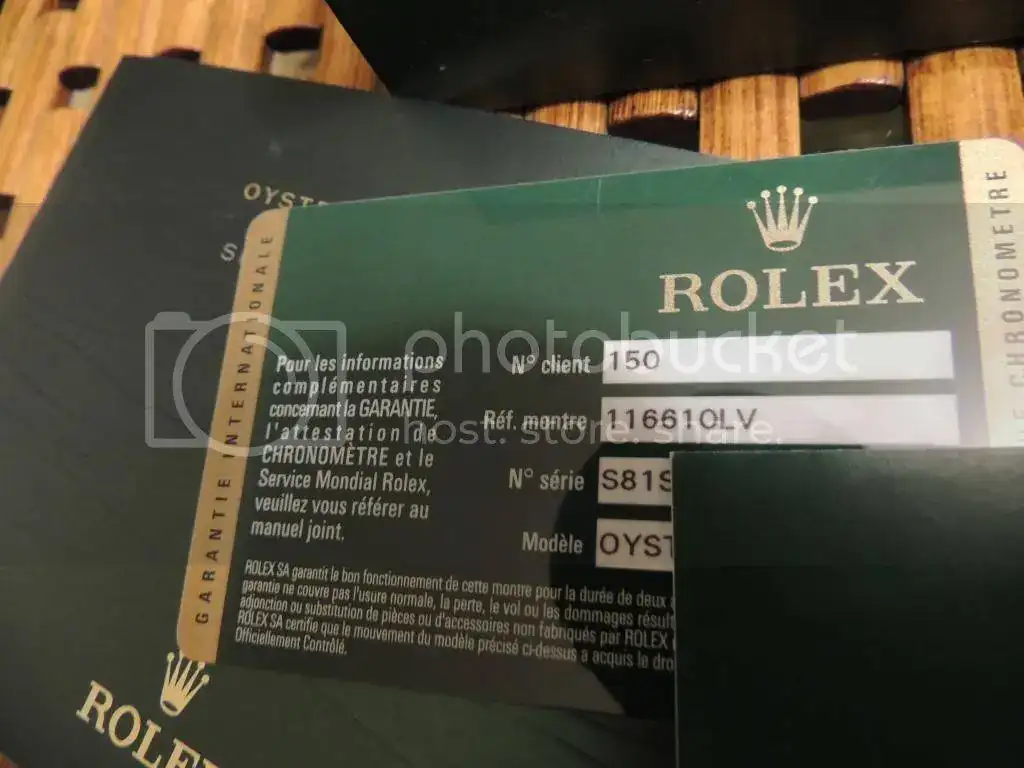 OYST
S
GARANTIE INTERNATIONALE
ROLEX
CHRONOMETRE
Pour les informations
complémentaires
concernant la GARANTIE,
l'attestation de
CHRONOMÈTRE et le
Service Mondial Rolex,
veuillez vous référer au
manuel joint.
N° client 150
Réf. montre 116610LV
N° série S81S
Modèle OYST
ROLEX SA garantit le bon fonctionnement de cette montre pour la durée de deux
garantie ne couvre pas l'usure normale, la perte, le vol ou les dommages résult
adjonction ou substitution de pièces ou d'accessoires non fabriqués par ROLEX
ROLEX SA certifie que le mouvement du modèle précisé ci-dessus a acquis le dro
Officiellement Contrôlé.
ROLE
photobucket
host. store. share.